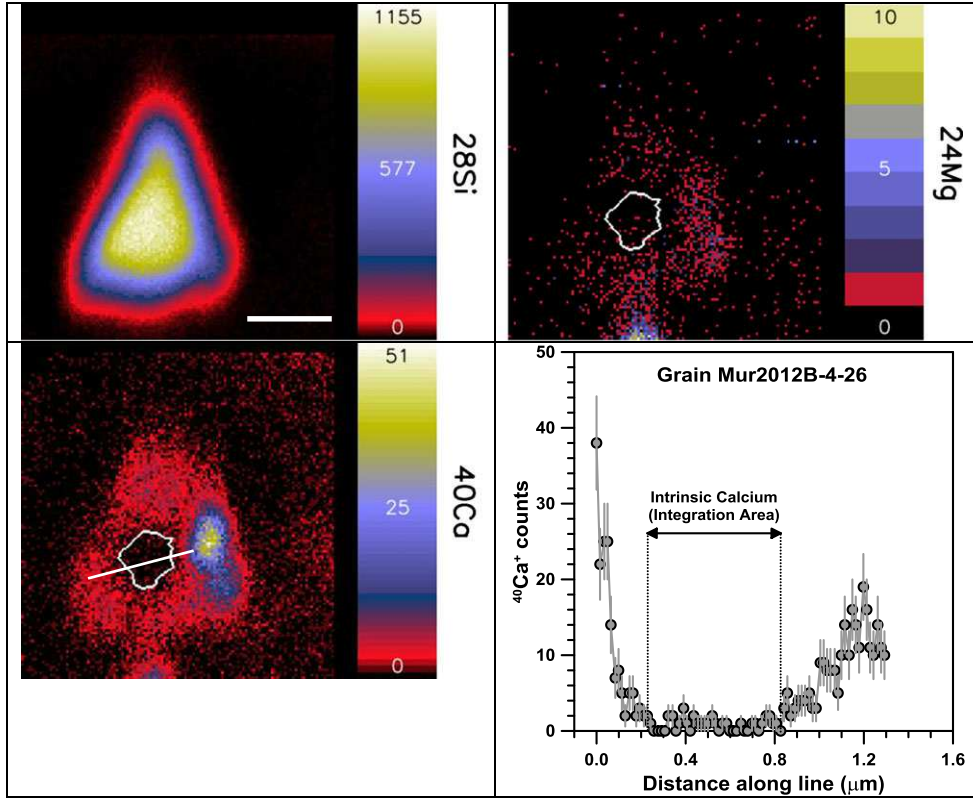 1155
577
0
28Si
10
5
0
24Mg
51
25
0
40Ca
Grain Mur2012B-4-26
Intrinsic Calcium
(Integration Area)
⁴⁰Ca⁺ counts
50
40
30
20
10
0
0.0 0.4 0.8 1.2 1.6
Distance along line (μm)